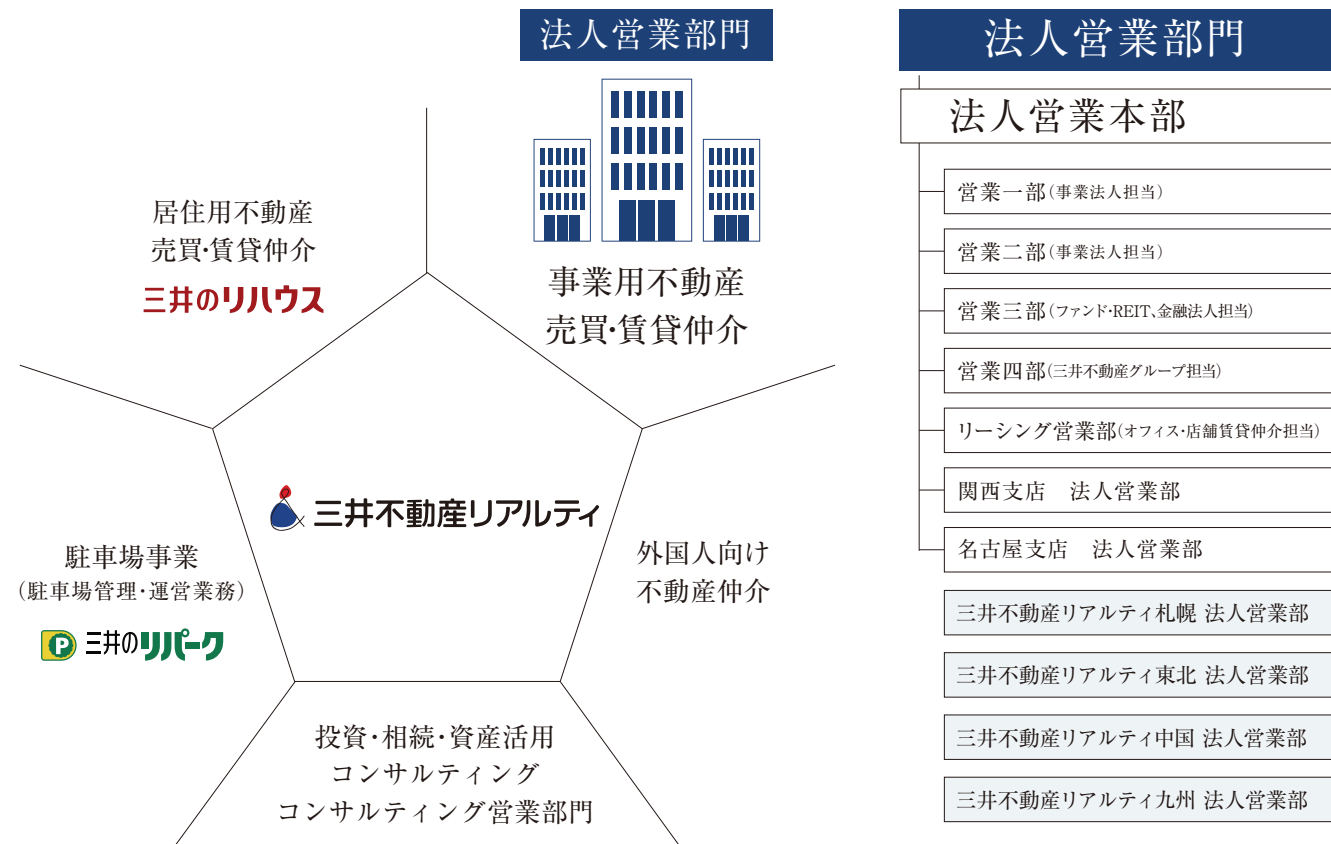 法人営業部門
居住用不動産
売買・賃貸仲介
三井のリハウス
事業用不動産
売買・賃貸仲介
三井不動産リアルティ
駐車場事業
（駐車場管理・運営業務）
P 三井のリパーク
外国人向け
不動産仲介
投資・相続・資産活用
コンサルティング
コンサルティング営業部門
法人営業部門
法人営業本部
営業一部(事業法人担当)
営業二部(事業法人担当)
営業三部(ファンド・REIT、金融法人担当)
営業四部(三井不動産グループ担当)
リーシング営業部(オフィス・店舗賃貸仲介担当)
関西支店　法人営業部
名古屋支店　法人営業部
三井不動産リアルティ札幌 法人営業部
三井不動産リアルティ東北 法人営業部
三井不動産リアルティ中国 法人営業部
三井不動産リアルティ九州 法人営業部